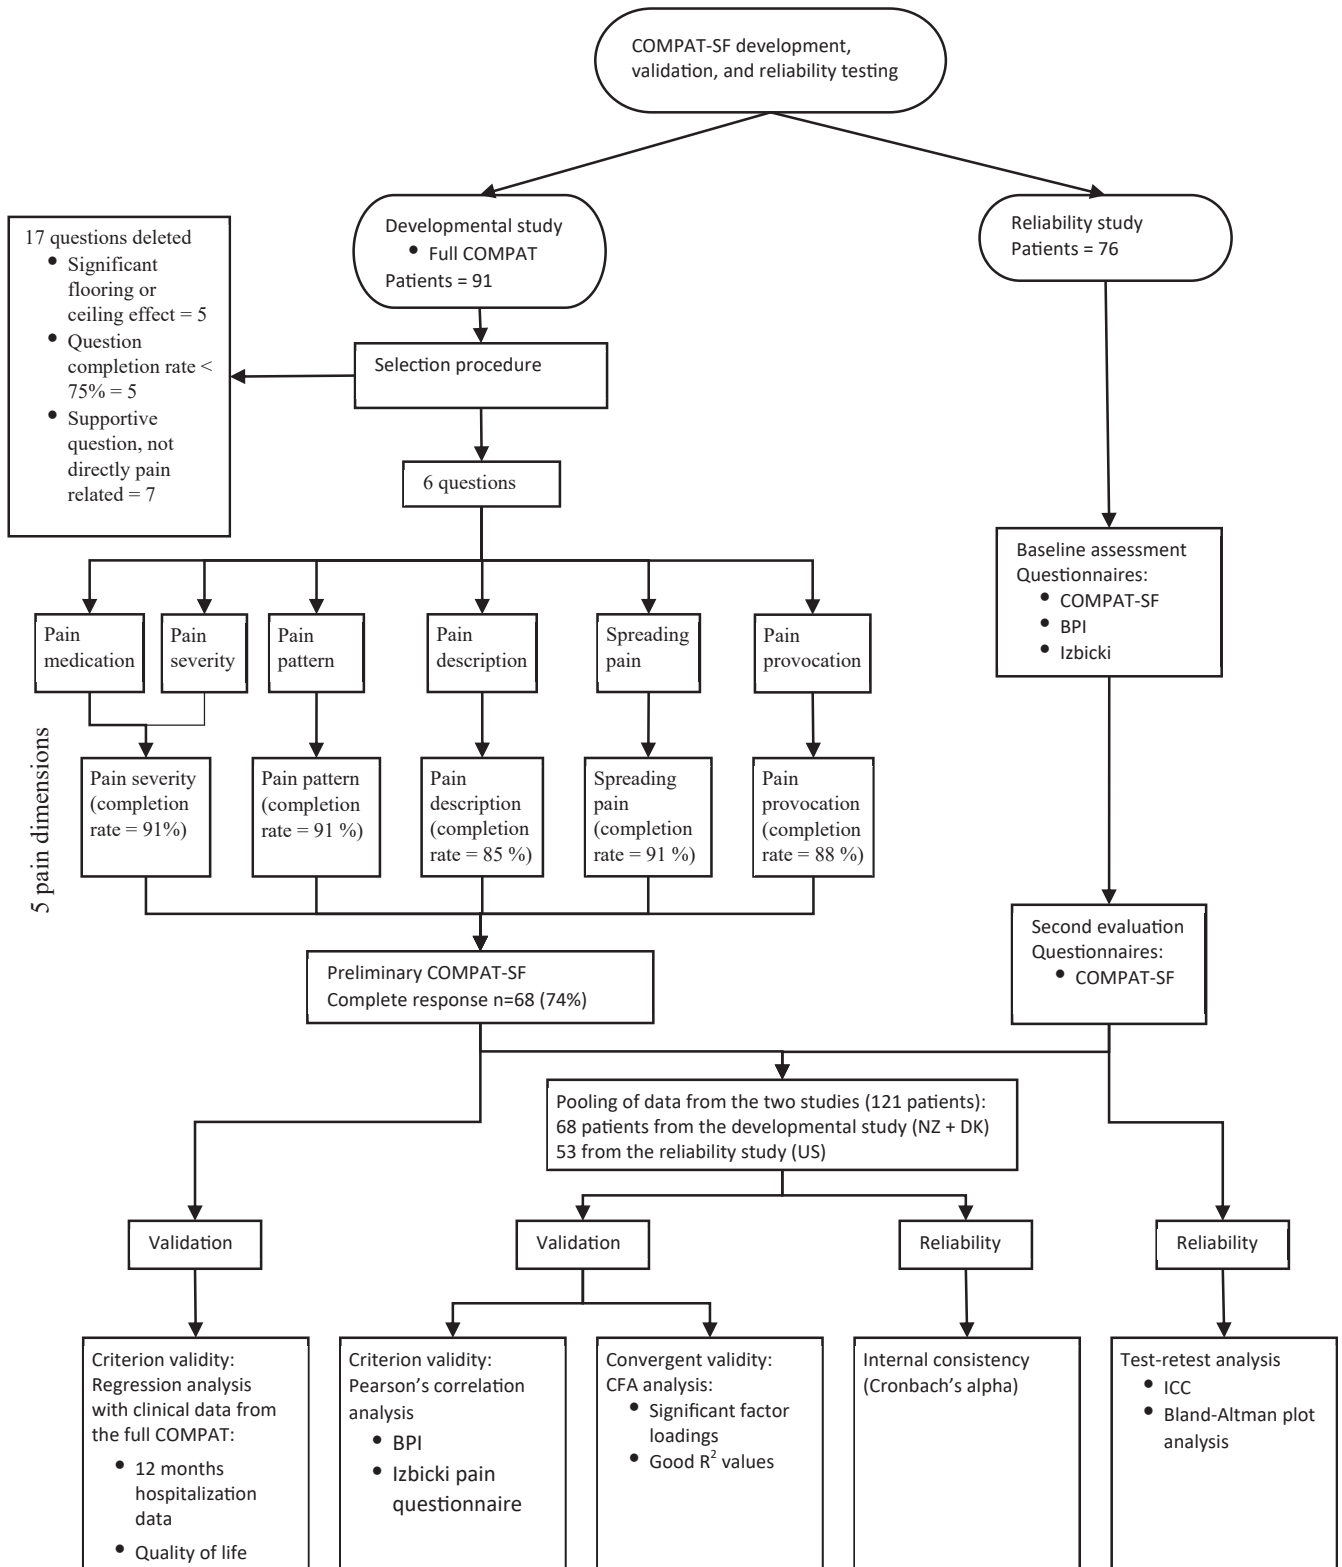 COMPAT-SF development,
validation, and reliability testing
Developmental study
• Full COMPAT
Patients = 91
Reliability study
Patients = 76
17 questions deleted
• Significant
flooring or
ceiling effect = 5
• Question
completion rate <
75% = 5
• Supportive
question, not
directly pain
related = 7
Selection procedure
6 questions
Baseline assessment
Questionnaires:
• COMPAT-SF
• BPI
• Izbicki
Pain
medication
Pain
severity
Pain
pattern
Pain
description
Spreading
pain
Pain
provocation
5 pain dimensions
Pain severity
(completion
rate = 91%)
Pain pattern
(completion
rate = 91 %)
Pain
description
(completion
rate = 85 %)
Spreading
pain
(completion
rate = 91 %)
Pain
provocation
(completion
rate = 88 %)
Second evaluation
Questionnaires:
• COMPAT-SF
Preliminary COMPAT-SF
Complete response n=68 (74%)
Pooling of data from the two studies (121 patients):
68 patients from the developmental study (NZ + DK)
53 from the reliability study (US)
Validation
Validation
Reliability
Reliability
Criterion validity:
Regression analysis
with clinical data from
the full COMPAT:
• 12 months
hospitalization
data
• Quality of life
Criterion validity:
Pearson's correlation
analysis
• BPI
• Izbicki pain
questionnaire
Convergent validity:
CFA analysis:
• Significant factor
loadings
• Good R² values
Internal consistency
(Cronbach's alpha)
Test-retest analysis
• ICC
• Bland-Altman plot
analysis